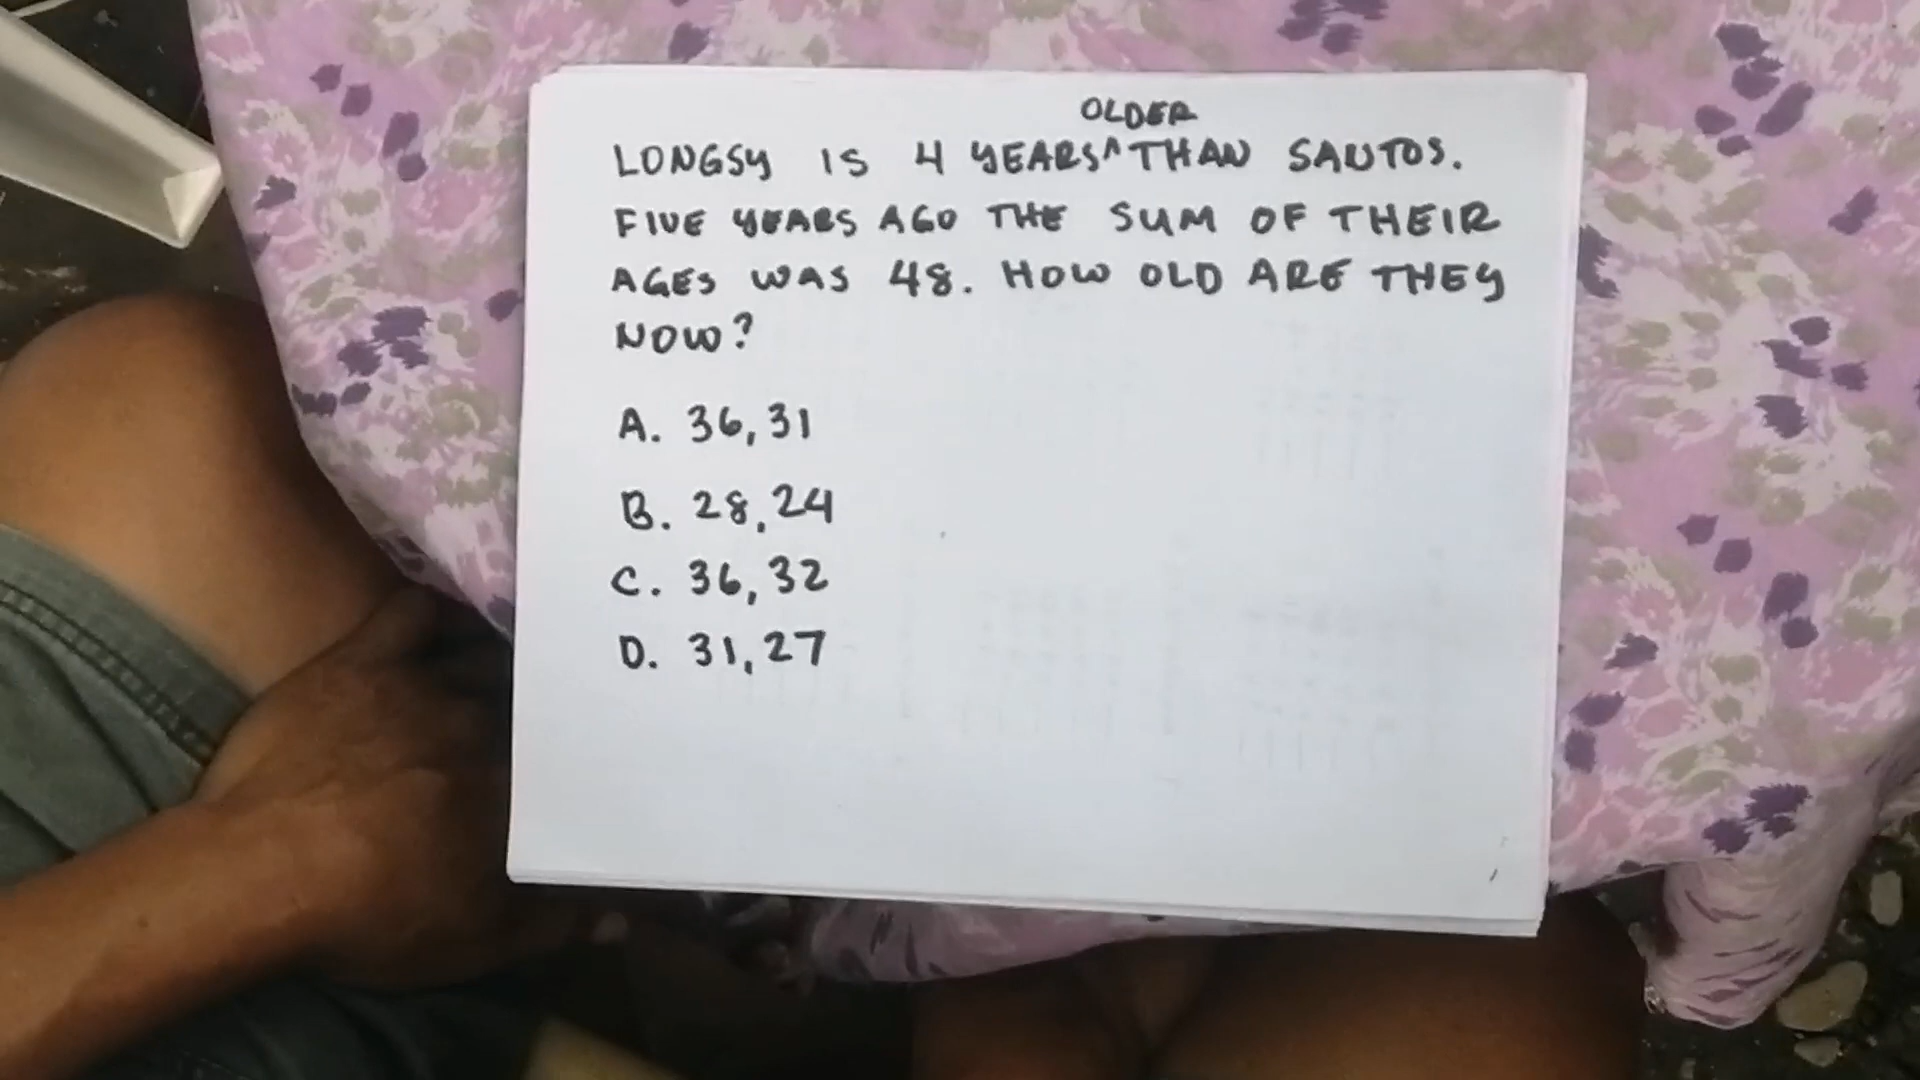 OLDER
LONGSY IS 4 YEARS^THAN SANTOS.
FIVE YEARS AGO THE SUM OF THEIR
AGES WAS 48. HOW OLD ARE THEY
NOW?
A. 36,31
B. 28,24
C. 36,32
D. 31,27